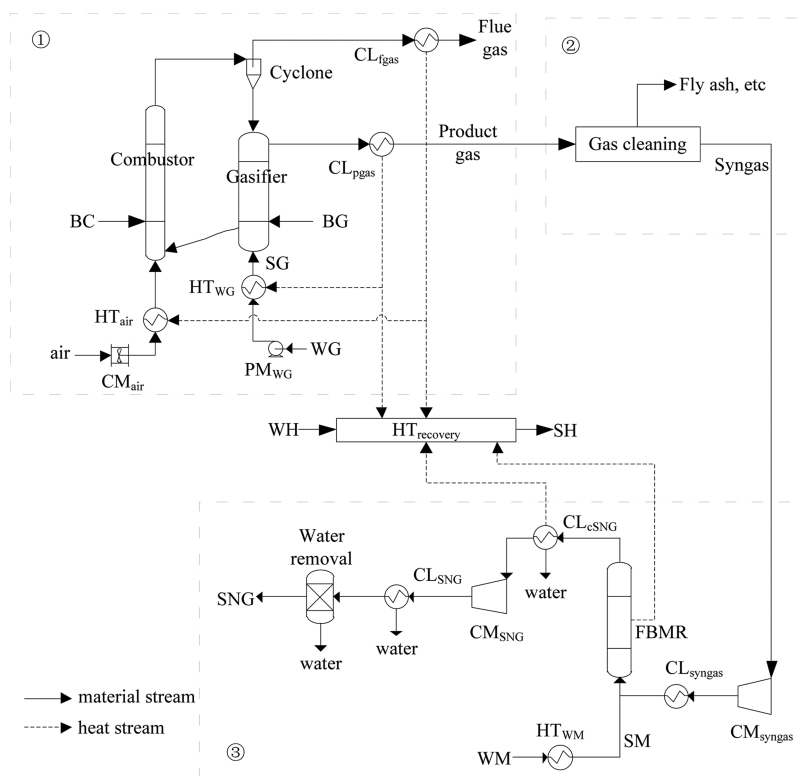 ①
CLfgas
Flue
gas
②
Cyclone
Fly ash, etc
Combustor
Gasifier
CLpgas
Product
gas
Gas cleaning
Syngas
BC
BG
SG
HTWG
HTair
air
CMair
PMWG
WG
WH
HTrecovery
SH
Water
removal
CLcSNG
SNG
CLSNG
water
CMSNG
FBMR
water
water
CLsyngas
material stream
heat stream
HTWM
CMsyngas
WM
SM
③